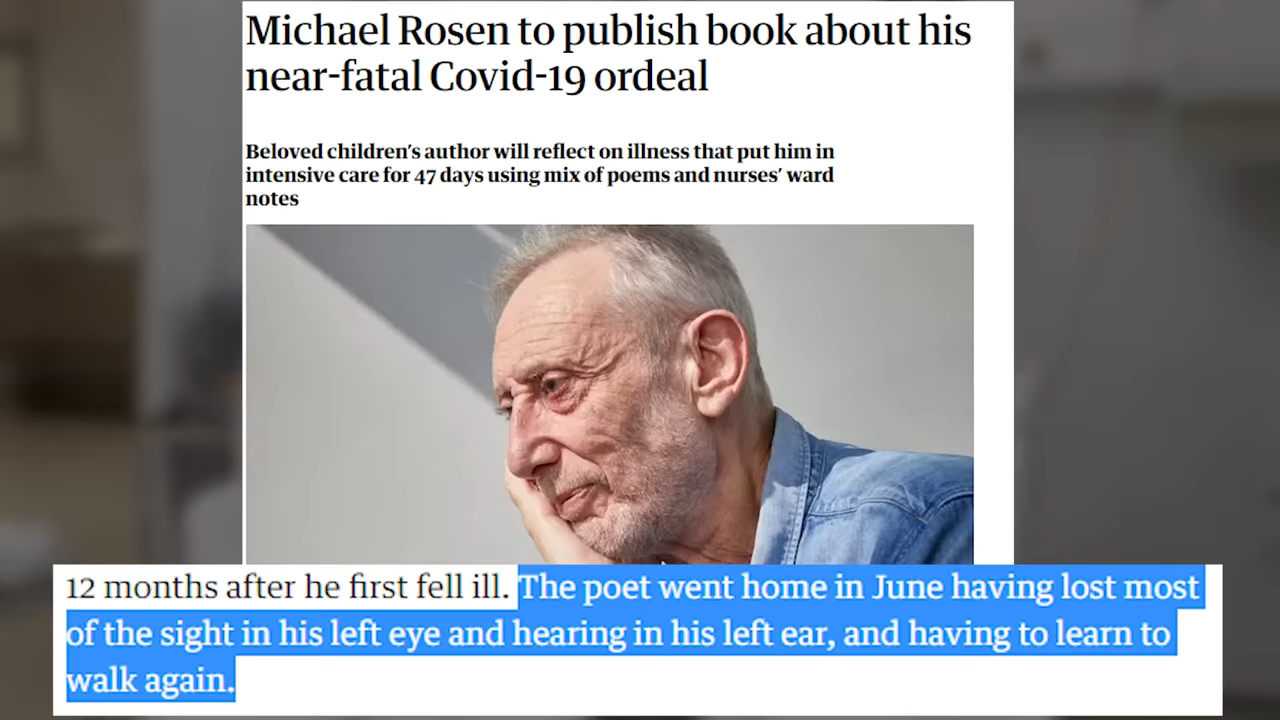 Michael Rosen to publish book about his
near-fatal Covid-19 ordeal
Beloved children’s author will reflect on illness that put him in
intensive care for 47 days using mix of poems and nurses’ ward
notes
12 months after he first fell ill. The poet went home in June having lost most
of the sight in his left eye and hearing in his left ear, and having to learn to
walk again.